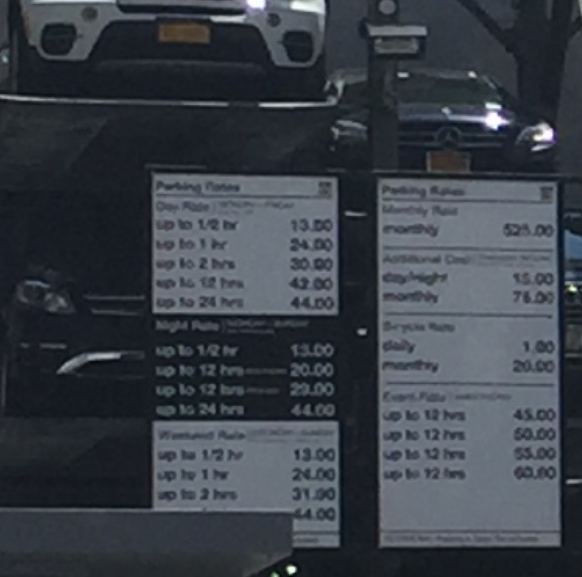 Parking Rates
Day Rate
up to 1/2 hr 13.00
up to 1 hr 24.00
up to 2 hrs 30.00
up to 12 hrs 42.00
up to 24 hrs 44.00
Night Rate
up to 1/2 hr 13.00
up to 12 hrs 20.00
up to 12 hrs 29.00
up to 24 hrs 44.00
Weekend Rate
up to 1/2 hr 13.00
up to 1 hr 24.00
up to 2 hrs 31.00
44.00
Parking Rates
Monthly Rate
monthly 525.00
Additional Cost
day/night 15.00
monthly 75.00
Bicycle Rate
daily 1.00
monthly 20.00
Event Rate
up to 12 hrs 45.00
up to 12 hrs 50.00
up to 12 hrs 55.00
up to 12 hrs 60.00